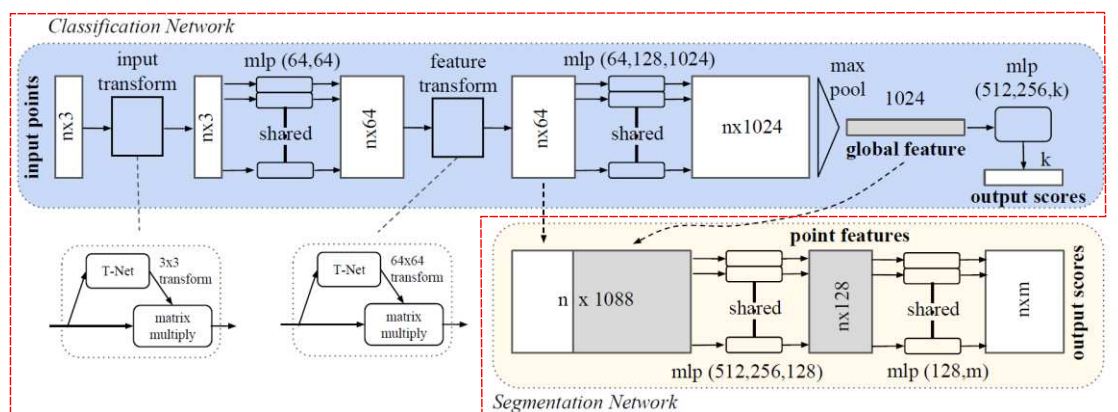 Classification Network
input points
nx3
input
transform
nx3
mlp (64,64)
shared
nx64
feature
transform
nx64
mlp (64,128,1024)
shared
nx1024
max
pool
1024
global feature
mlp
(512,256,k)
k
output scores
T-Net
3x3
transform
matrix
multiply
T-Net
64x64
transform
matrix
multiply
point features
n x 1088
shared
mlp (512,256,128)
nx128
shared
mlp (128,m)
nxm
output scores
Segmentation Network